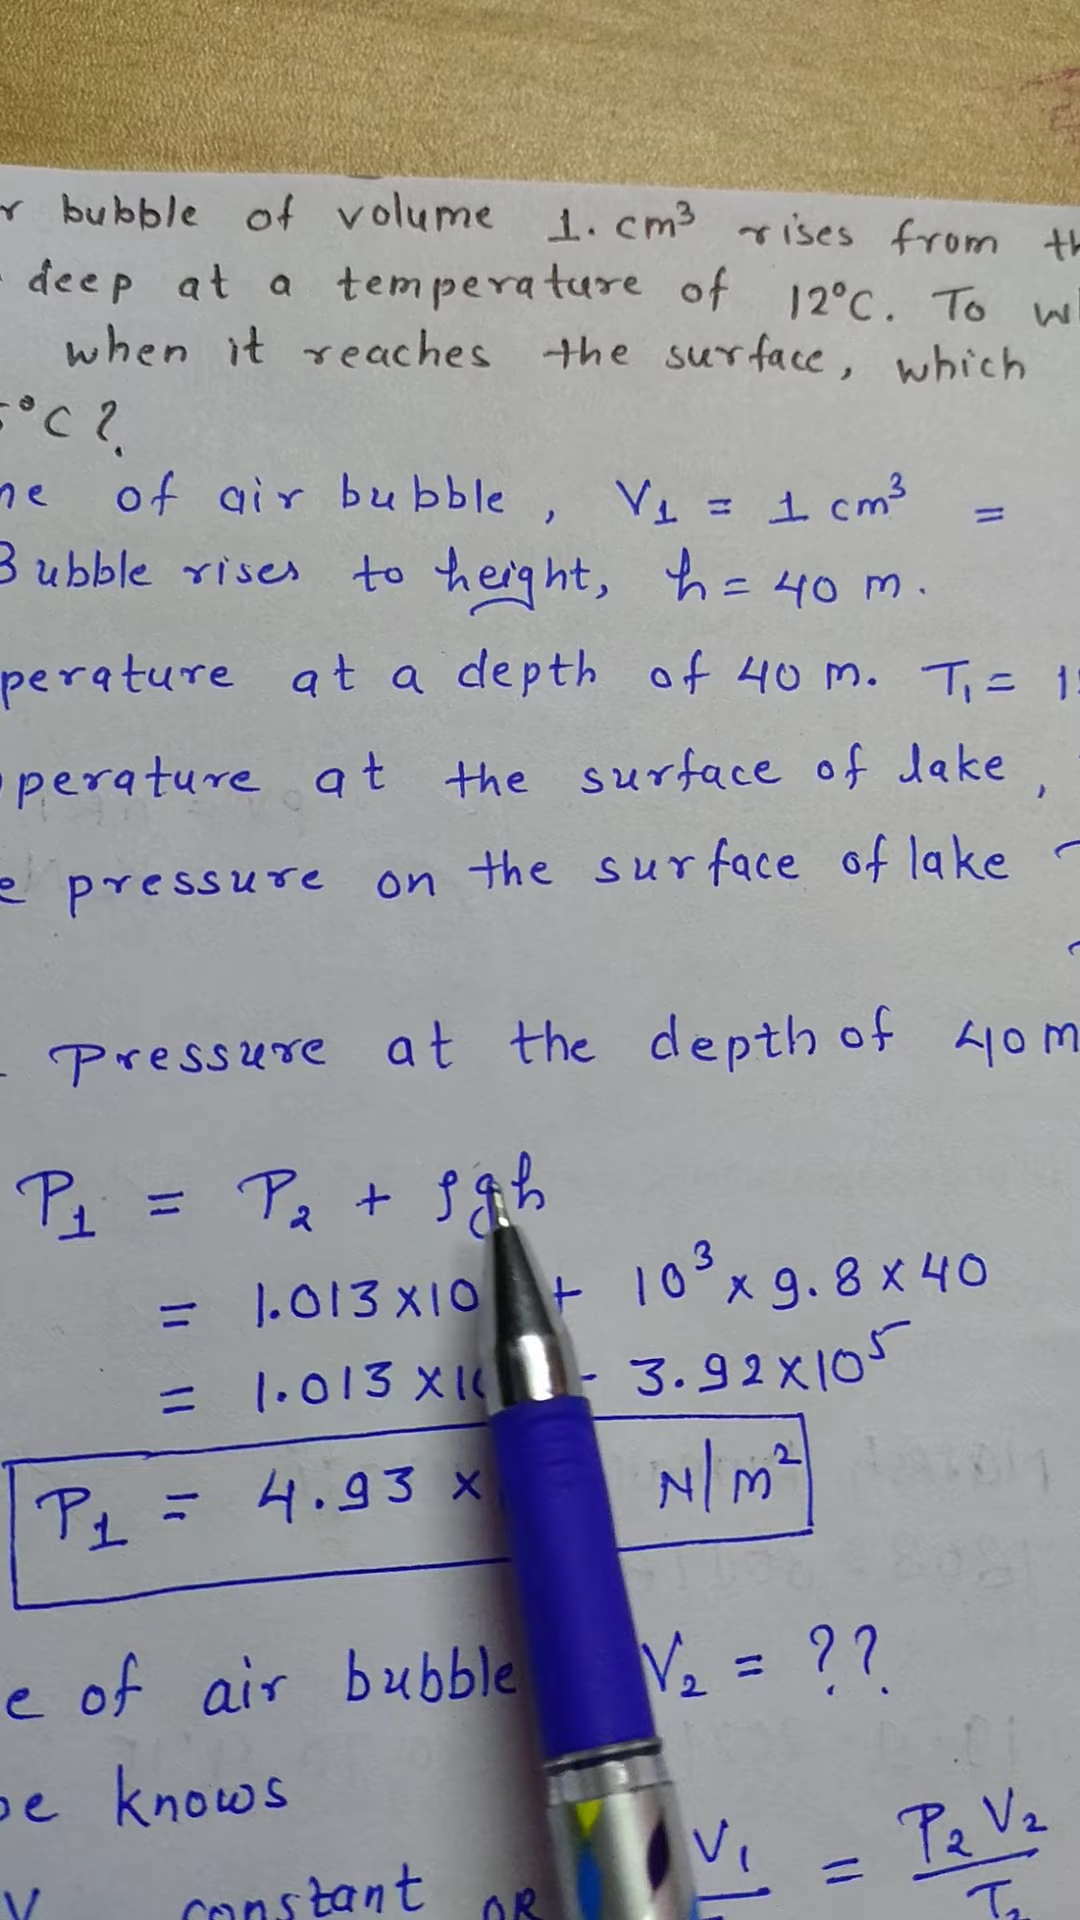 bubble of volume 1. cm³ rises from
deep at a temperature of 12°C. To
when it reaches the surface, which
°C ?
of air bubble, V₁ = 1 cm³ =
Bubble rises to height, h = 40 m.
perature at a depth of 40 m. T₁ =
perature at the surface of lake,
pressure on the surface of lake
Pressure at the depth of 40 m
P₁ = P₂ + ρgh
= 1.013 × 10 + 10³ × 9.8 × 40
= 1.013 × 3.92 × 10⁵
P₁ = 4.93 × N/m²
of air bubble V₂ = ??
knows
V₁ = P₂ V₂
constant OR T₂